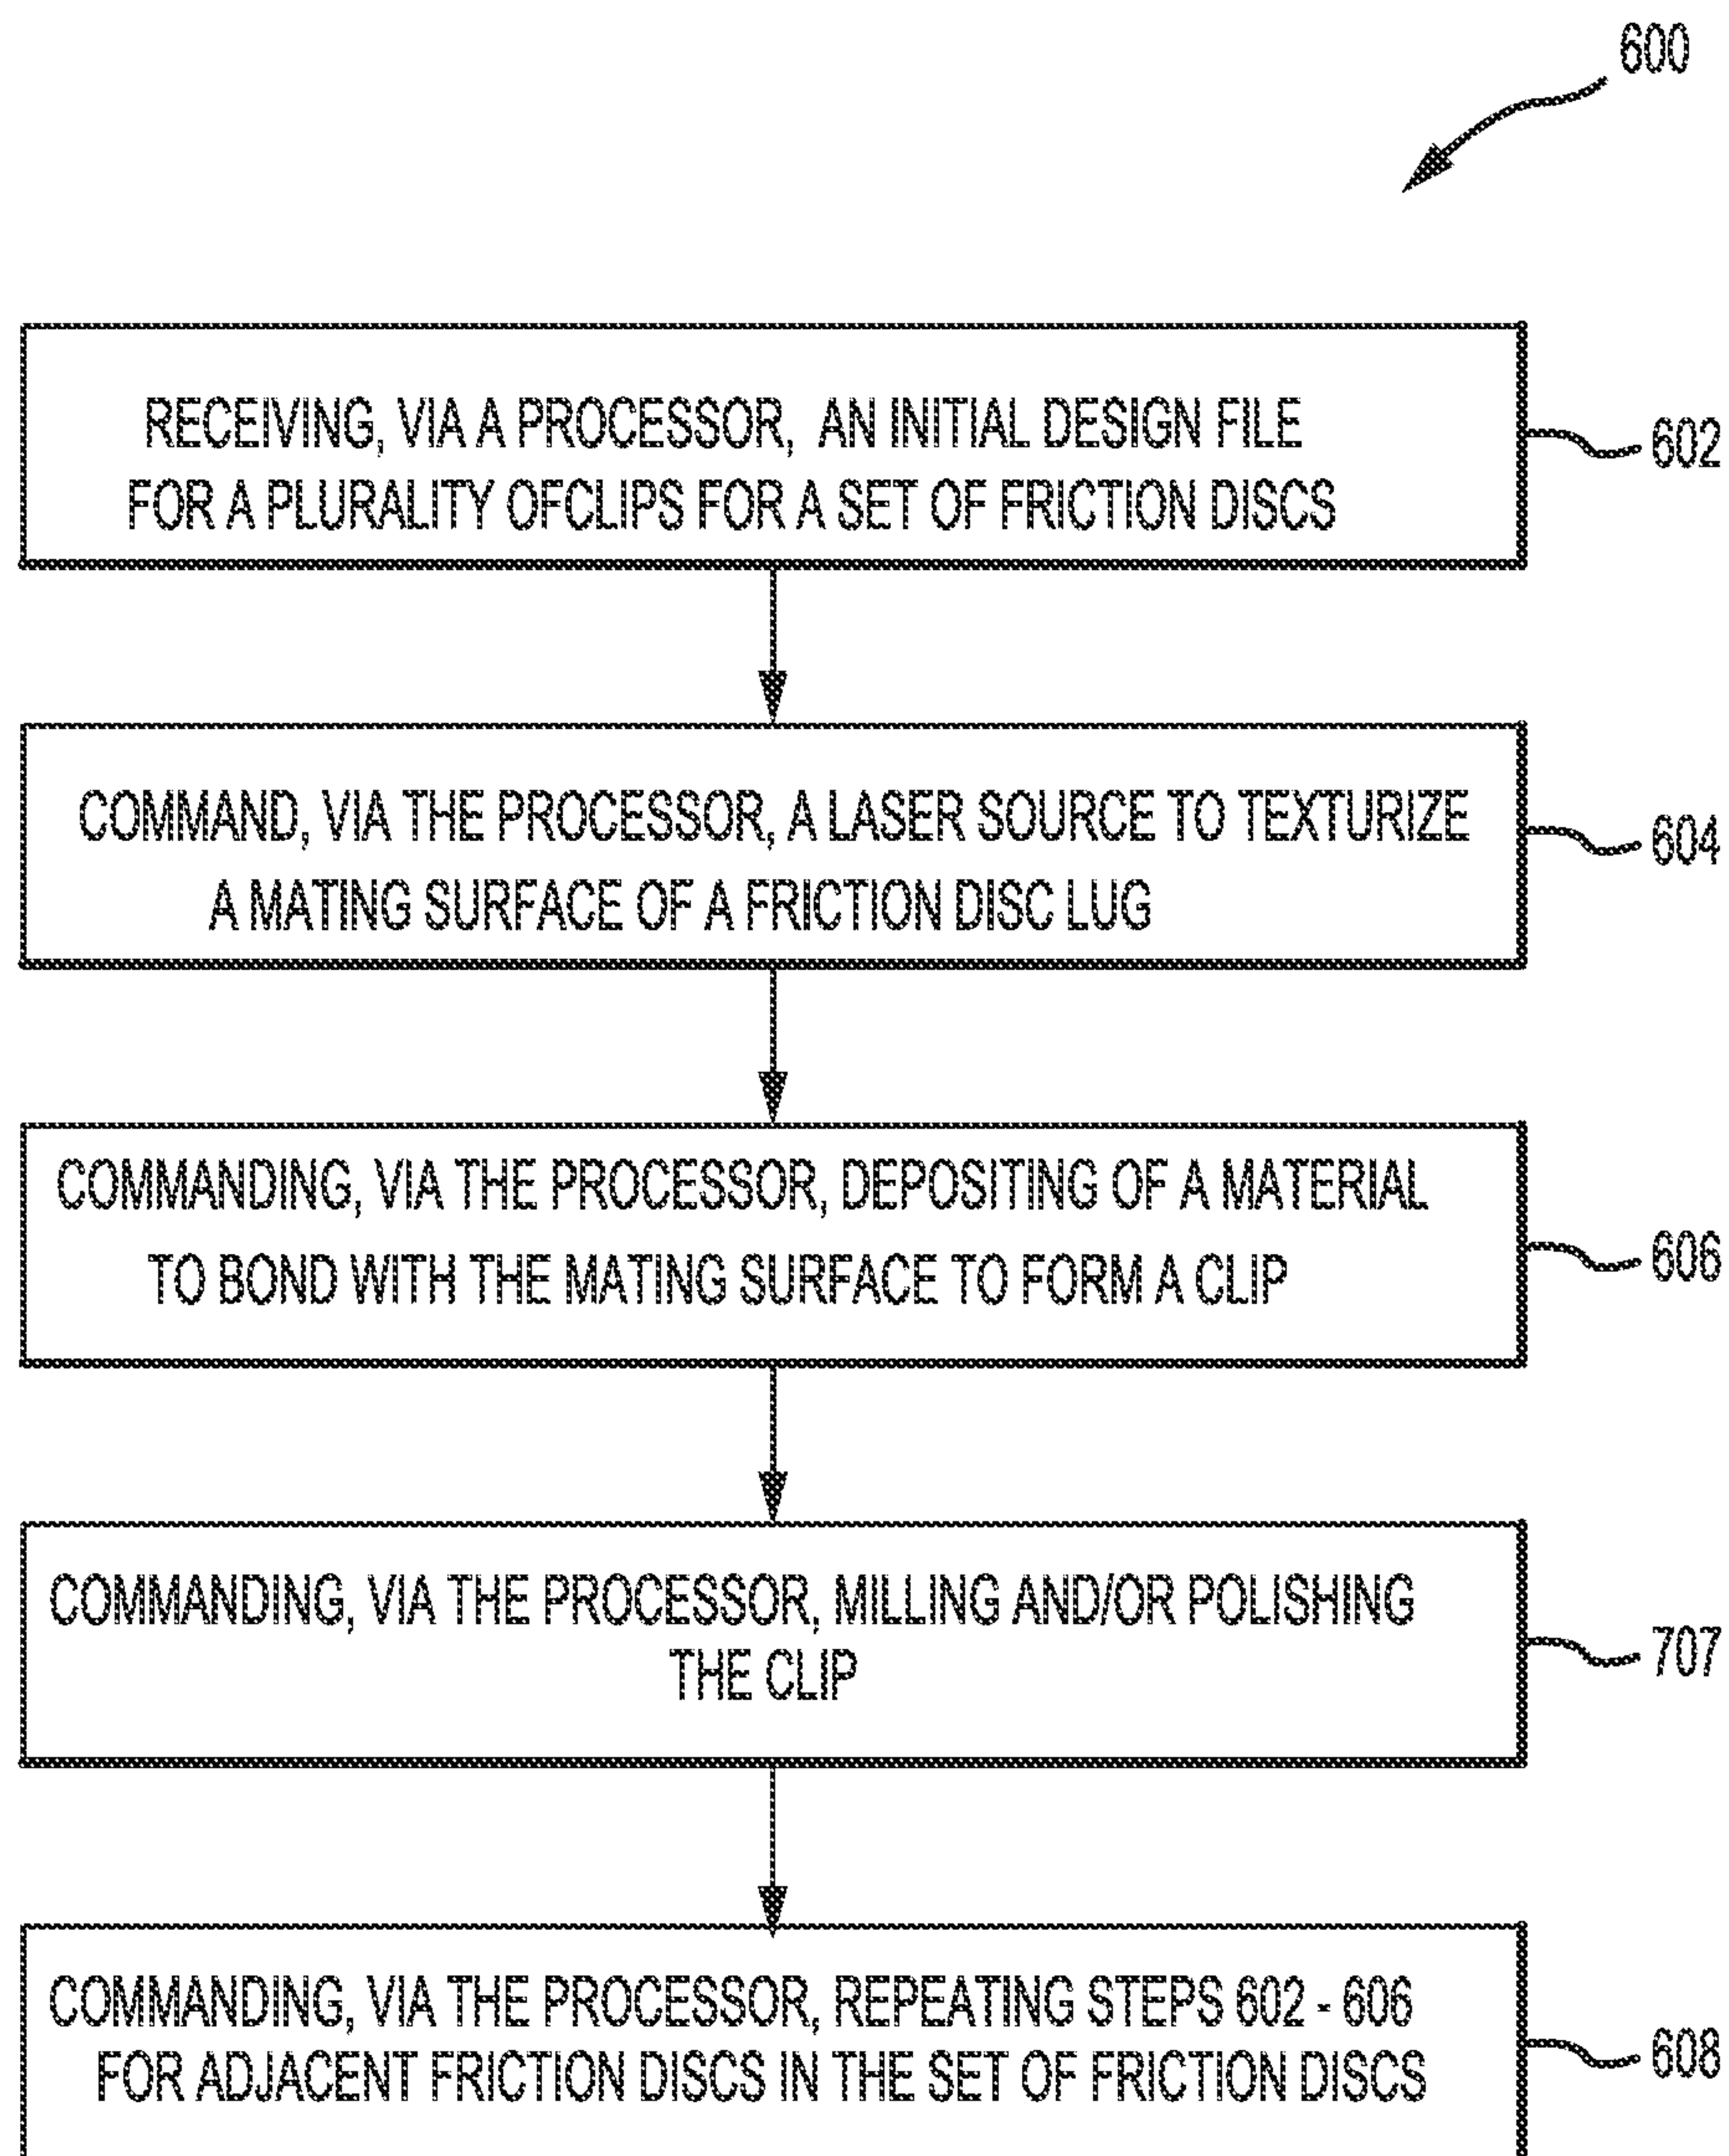 600
RECEIVING, VIA A PROCESSOR, AN INITIAL DESIGN FILE
FOR A PLURALITY OFCLIPS FOR A SET OF FRICTION DISCS
602
COMMAND, VIA THE PROCESSOR, A LASER SOURCE TO TEXTURIZE
A MATING SURFACE OF A FRICTION DISC LUG
604
COMMANDING, VIA THE PROCESSOR, DEPOSITING OF A MATERIAL
TO BOND WITH THE MATING SURFACE TO FORM A CLIP
606
COMMANDING, VIA THE PROCESSOR, MILLING AND/OR POLISHING
THE CLIP
707
COMMANDING, VIA THE PROCESSOR, REPEATING STEPS 602 - 606
FOR ADJACENT FRICTION DISCS IN THE SET OF FRICTION DISCS
608